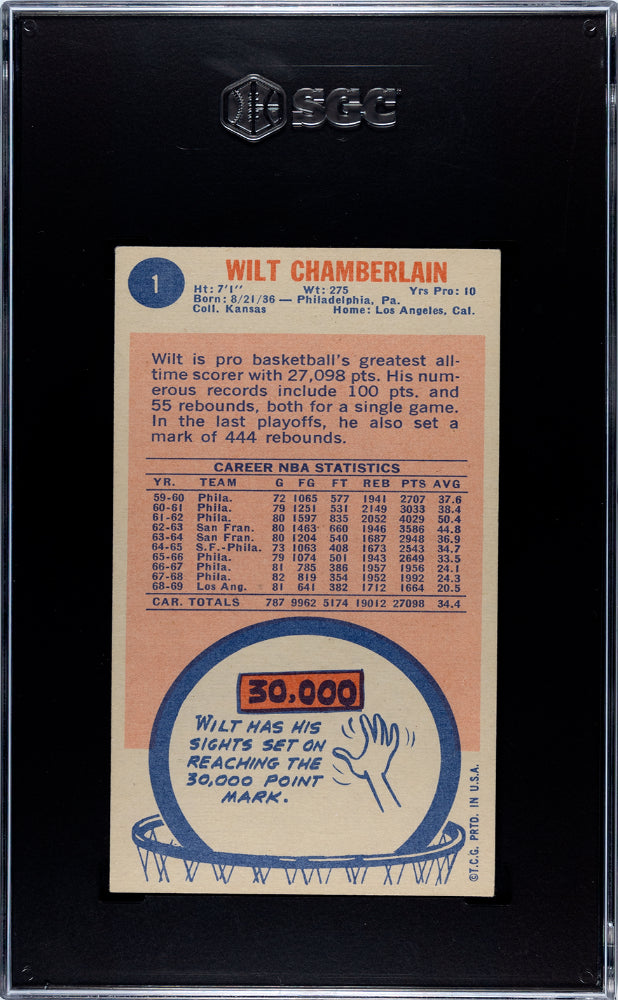 SGC
1
WILT CHAMBERLAIN
Ht: 7'1'' Wt: 275 Yrs Pro: 10
Born: 8/21/36 — Philadelphia, Pa.
Coll. Kansas Home: Los Angeles, Cal.
Wilt is pro basketball's greatest all-
time scorer with 27,098 pts. His num-
erous records include 100 pts. and
55 rebounds, both for a single game.
In the last playoffs, he also set a
mark of 444 rebounds.
CAREER NBA STATISTICS
YR. TEAM G FG FT REB PTS AVG
59-60 Phila. 72 1065 577 1941 2707 37.6
60-61 Phila. 79 1251 531 2149 3033 38.4
61-62 Phila. 80 1597 835 2052 4029 50.4
62-63 San Fran. 80 1463 660 1946 3586 44.8
63-64 San Fran. 80 1204 540 1687 2948 36.9
64-65 S.F.-Phila. 73 1063 408 1673 2543 34.7
65-66 Phila. 79 1074 501 1943 2649 33.5
66-67 Phila. 81 785 386 1957 1956 24.1
67-68 Phila. 82 819 354 1952 1992 24.3
68-69 Los Ang. 81 641 382 1712 1664 20.5
CAR. TOTALS 787 9962 5174 19012 27098 34.4
30,000
WILT HAS HIS
SIGHTS SET ON
REACHING THE
30,000 POINT
MARK.
©T.C.G. PRTD. IN U.S.A.